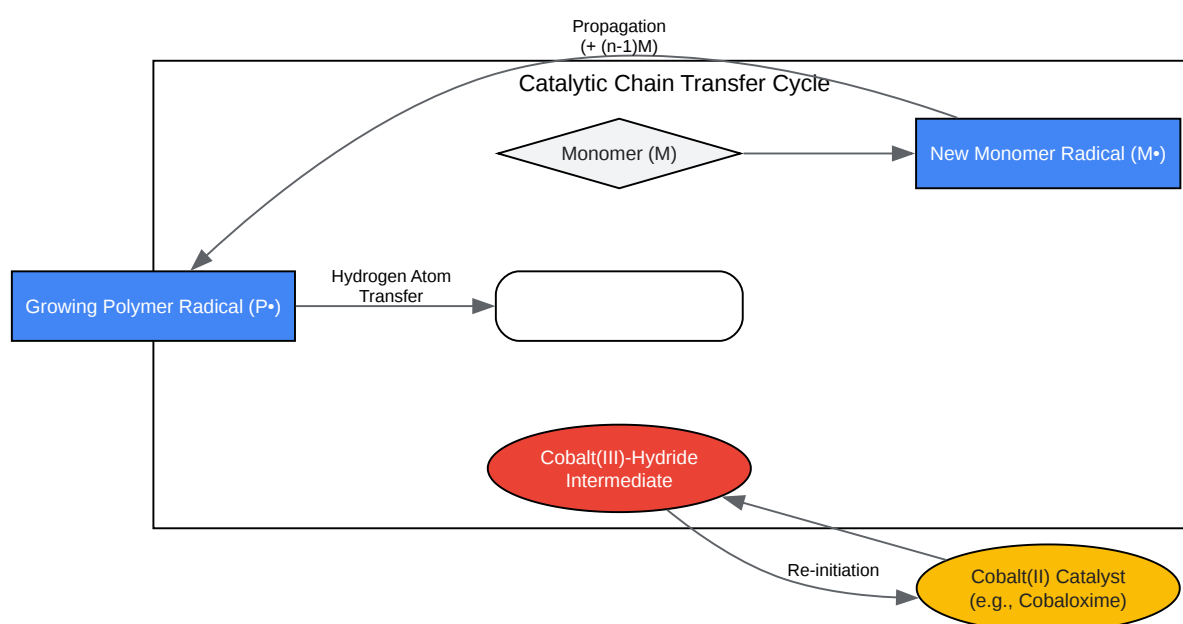 Propagation
(+ (n-1)M)
Catalytic Chain Transfer Cycle
Monomer (M)
New Monomer Radical (M•)
Growing Polymer Radical (P•)
Hydrogen Atom
Transfer
Cobalt(III)-Hydride
Intermediate
Re-initiation
Cobalt(II) Catalyst
(e.g., Cobaloxime)